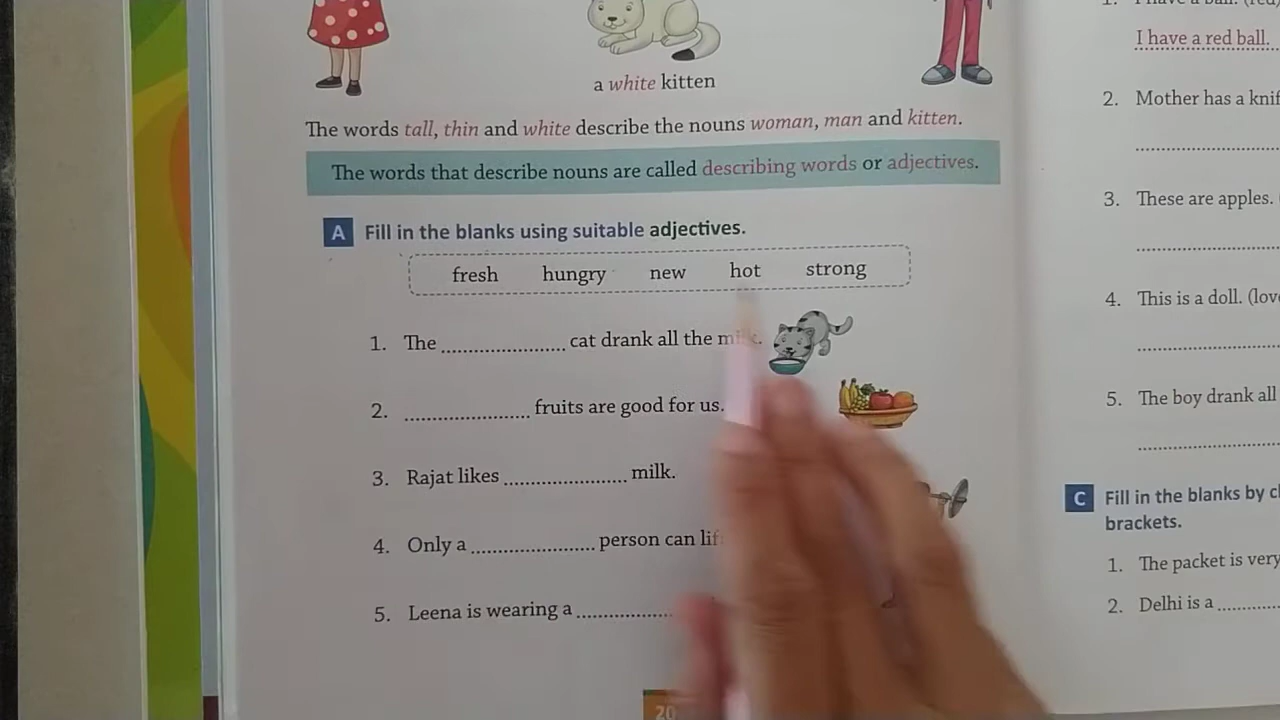 a white kitten
The words tall, thin and white describe the nouns woman, man and kitten.
The words that describe nouns are called describing words or adjectives.
A Fill in the blanks using suitable adjectives.
fresh hungry new hot strong
1. The ...................... cat drank all the milk.
2. ...................... fruits are good for us.
3. Rajat likes ...................... milk.
4. Only a ...................... person can
5. Leena is wearing a .................
20
I have a red ball.
2. Mother has a
3. These are apples.
4. This is a doll.
5. The boy drank all
C Fill in the blanks by
brackets.
1. The packet is very
2. Delhi is a ............